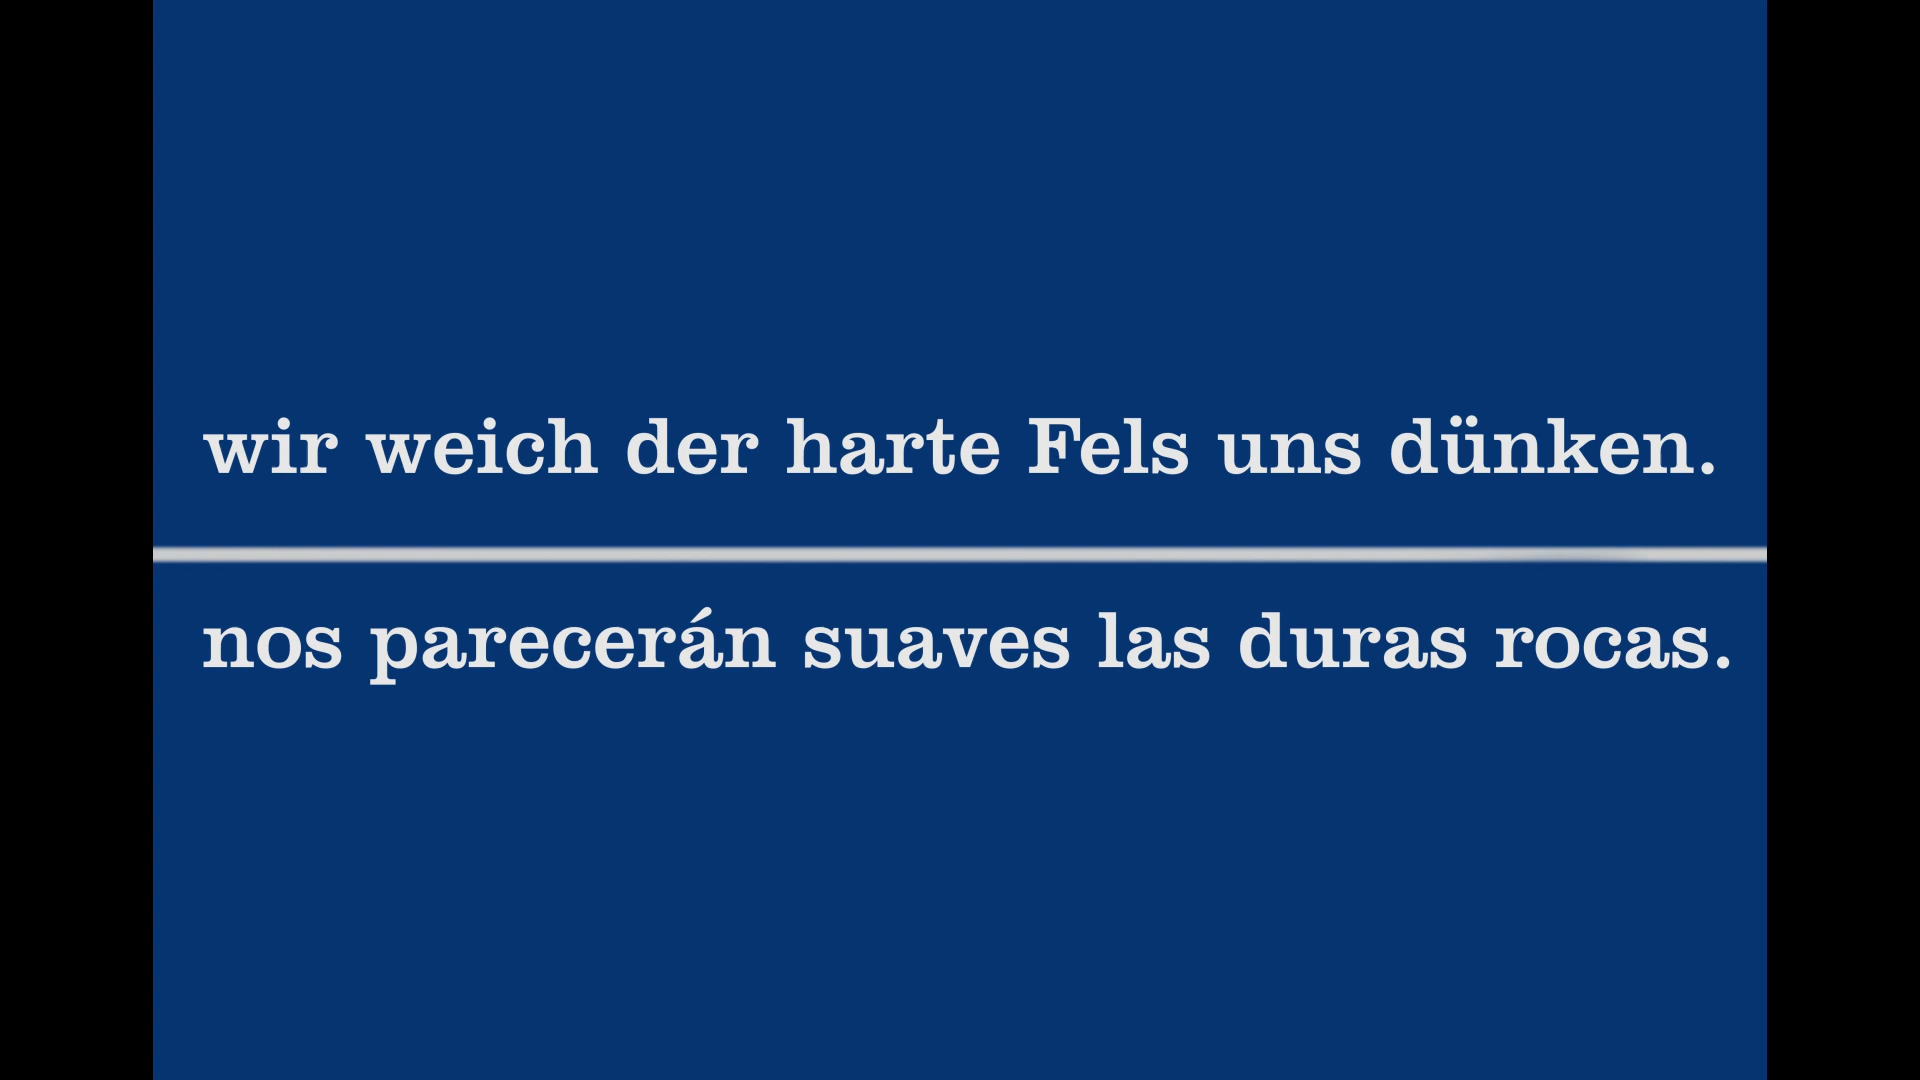 wir weich der harte Fels uns dünken.
nos parecerán suaves las duras rocas.